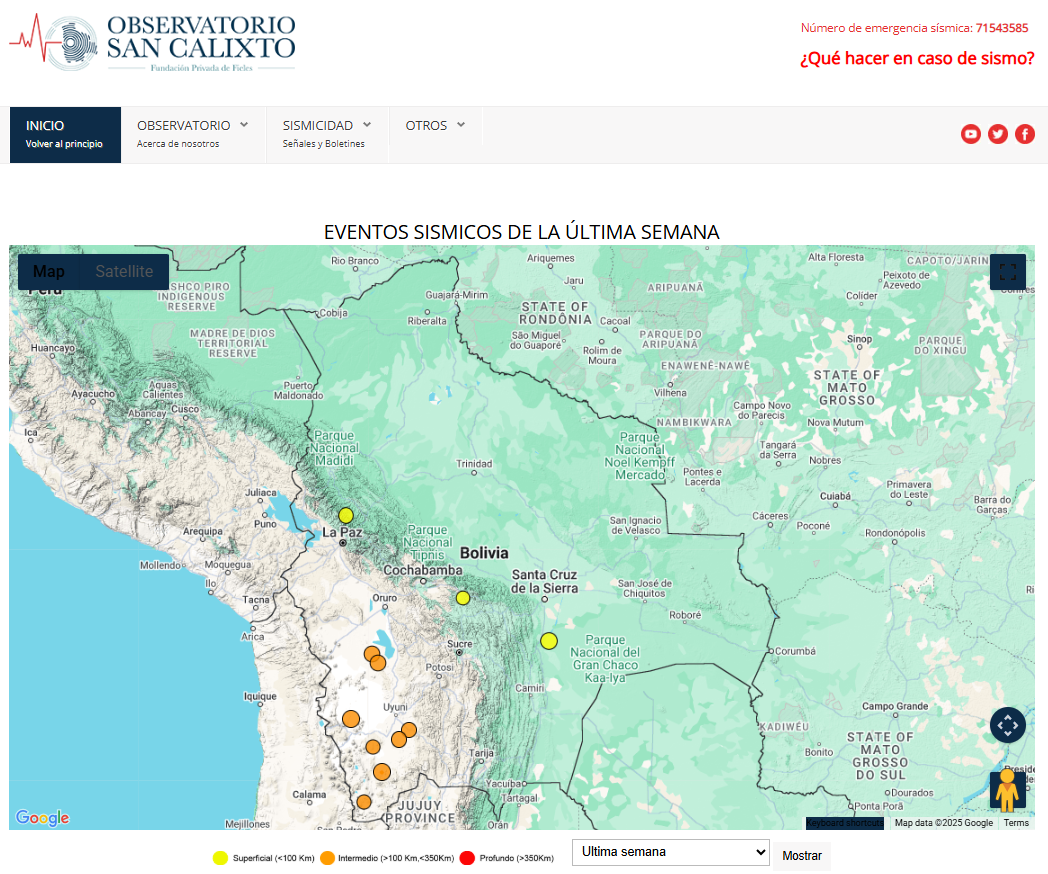 OBSERVATORIO
SAN CALIXTO
Fundación Privada de Fieles
Número de emergencia sísmica: 71543585
¿Qué hacer en caso de sismo?
INICIO
Volver al principio
OBSERVATORIO
Acerca de nosotros
SISMICIDAD
Señales y Boletines
OTROS
EVENTOS SISMICOS DE LA ÚLTIMA SEMANA
Map
Satellite
Peru
Rio Branco
Ariquemes
Alta Floresta
CAPOTO/JARIN
Jaru
Peixoto de
Azevedo
Colíder
ARIPUANÃ
INDIGENOUS
RESERVE
Guajará-Mirim
Cobija
Riberalta
STATE OF
RONDÔNIA
Cacoal
São Miguel
do Guaporé
Rolim de
Moura
PARQUE DO
ARIPUANÃ
Sinop
PARQUE
DO XINGU
MADRE DE DIOS
TERRITORIAL
RESERVE
Huancayo
ENAWENÊ-NAWÊ
STATE OF
MATO
GROSSO
Ayacucho
Aguas
Calientes
Cusco
Abancay
Puerto
Maldonado
Vilhena
Campo Novo
do Parecis
NAMBIKWARA
Nova Mutum
Ica
Parque
Nacional
Madidi
Parque
Nacional
Noel Kempff
Mercado
Tangará
da Serra
Nobres
Trinidad
Pontes e
Lacerda
Primavera
do Leste
Cuiabá
Barra do
Garças
Juliaca
Puno
Arequipa
La Paz
Parque
Nacional
Tipnis
San Ignacio
de Velasco
Cáceres
Poconé
Rondonópolis
Bolivia
Mollendo
Moquegua
Cochabamba
Santa Cruz
de la Sierra
San José de
Chiquitos
Ilo
Tacna
Oruro
Roboré
Arica
Sucre
Parque
Nacional del
Gran Chaco
Kaa-Iya
Corumbá
Potosi
Camiri
Iquique
Uyuni
Campo Grande
KADIWÉU
Bonito
STATE OF
MATO
GROSSO
DO SUL
Tarija
Yacuiba
Tartagal
Dourados
Ponta Porã
Calama
JUJUY
PROVINCE
Mejillones
Orán
Google
Keyboard shortcuts
Map data ©2025 Google
Terms
Superficial (<100 Km)
Intermedio (>100 Km,<350Km)
Profundo (>350Km)
Ultima semana
Mostrar